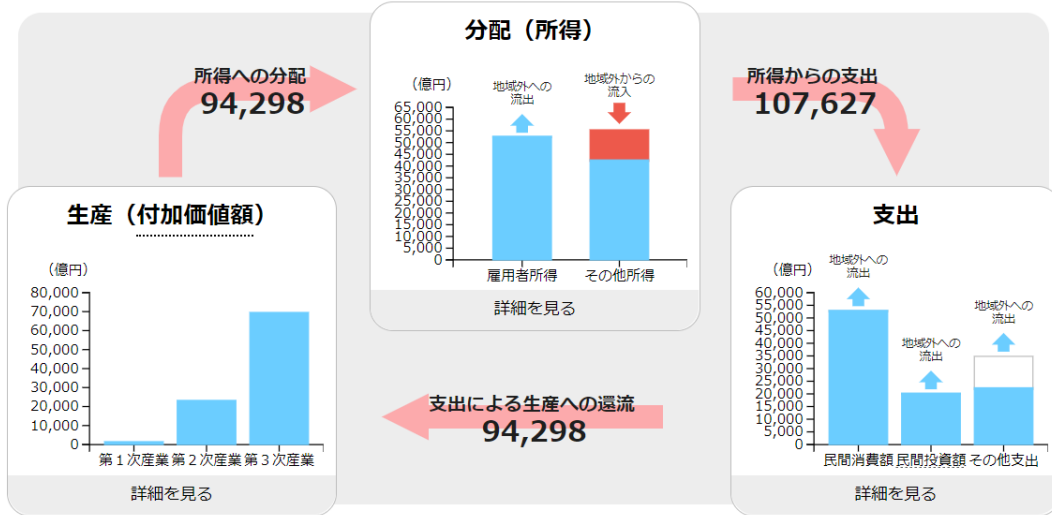 分配（所得）
所得への分配
94,298
（億円）
地域外への
流出
地域外からの
流入
65,000
60,000
55,000
50,000
45,000
40,000
35,000
30,000
25,000
20,000
15,000
10,000
5,000
0
雇用者所得
その他所得
詳細を見る
所得からの支出
107,627
生産（付加価値額）
（億円）
80,000
70,000
60,000
50,000
40,000
30,000
20,000
10,000
0
第１次産業
第２次産業
第３次産業
詳細を見る
支出による生産への還流
94,298
支出
（億円）
地域外への
流出
地域外への
流出
地域外への
流出
60,000
55,000
50,000
45,000
40,000
35,000
30,000
25,000
20,000
15,000
10,000
5,000
0
民間消費額
民間投資額
その他支出
詳細を見る